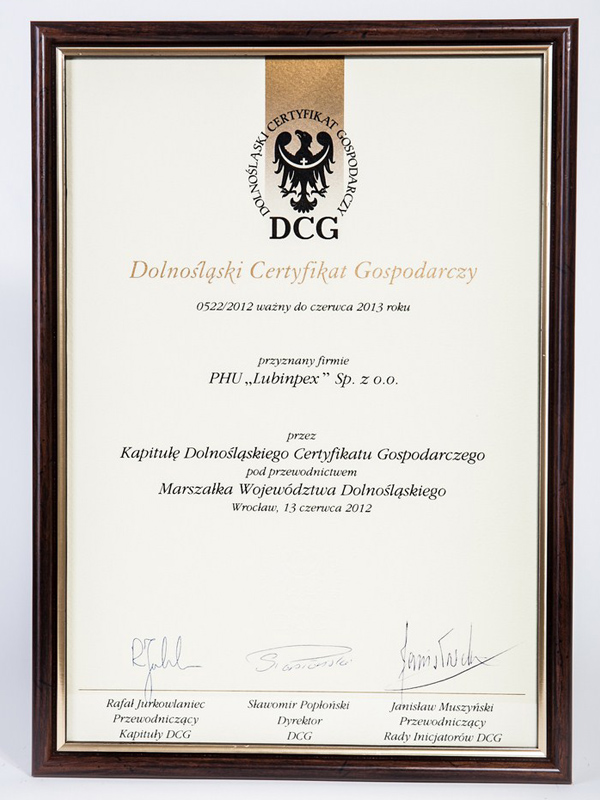 DOLNOŚLĄSKI CERTYFIKAT GOSPODARCZY
DCG
Dolnośląski Certyfikat Gospodarczy
0522/2012 ważny do czerwca 2013 roku
przyznany firmie
PHU „Lubinpex” Sp. z o.o.
przez
Kapitułę Dolnośląskiego Certyfikatu Gospodarczego
pod przewodnictwem
Marszałka Województwa Dolnośląskiego
Wrocław, 13 czerwca 2012
Rafał Jurkowlaniec Sławomir Popłoński Janisław Muszyński
Przewodniczący Dyrektor Przewodniczący
Kapituły DCG DCG Rady Inicjatorów DCG